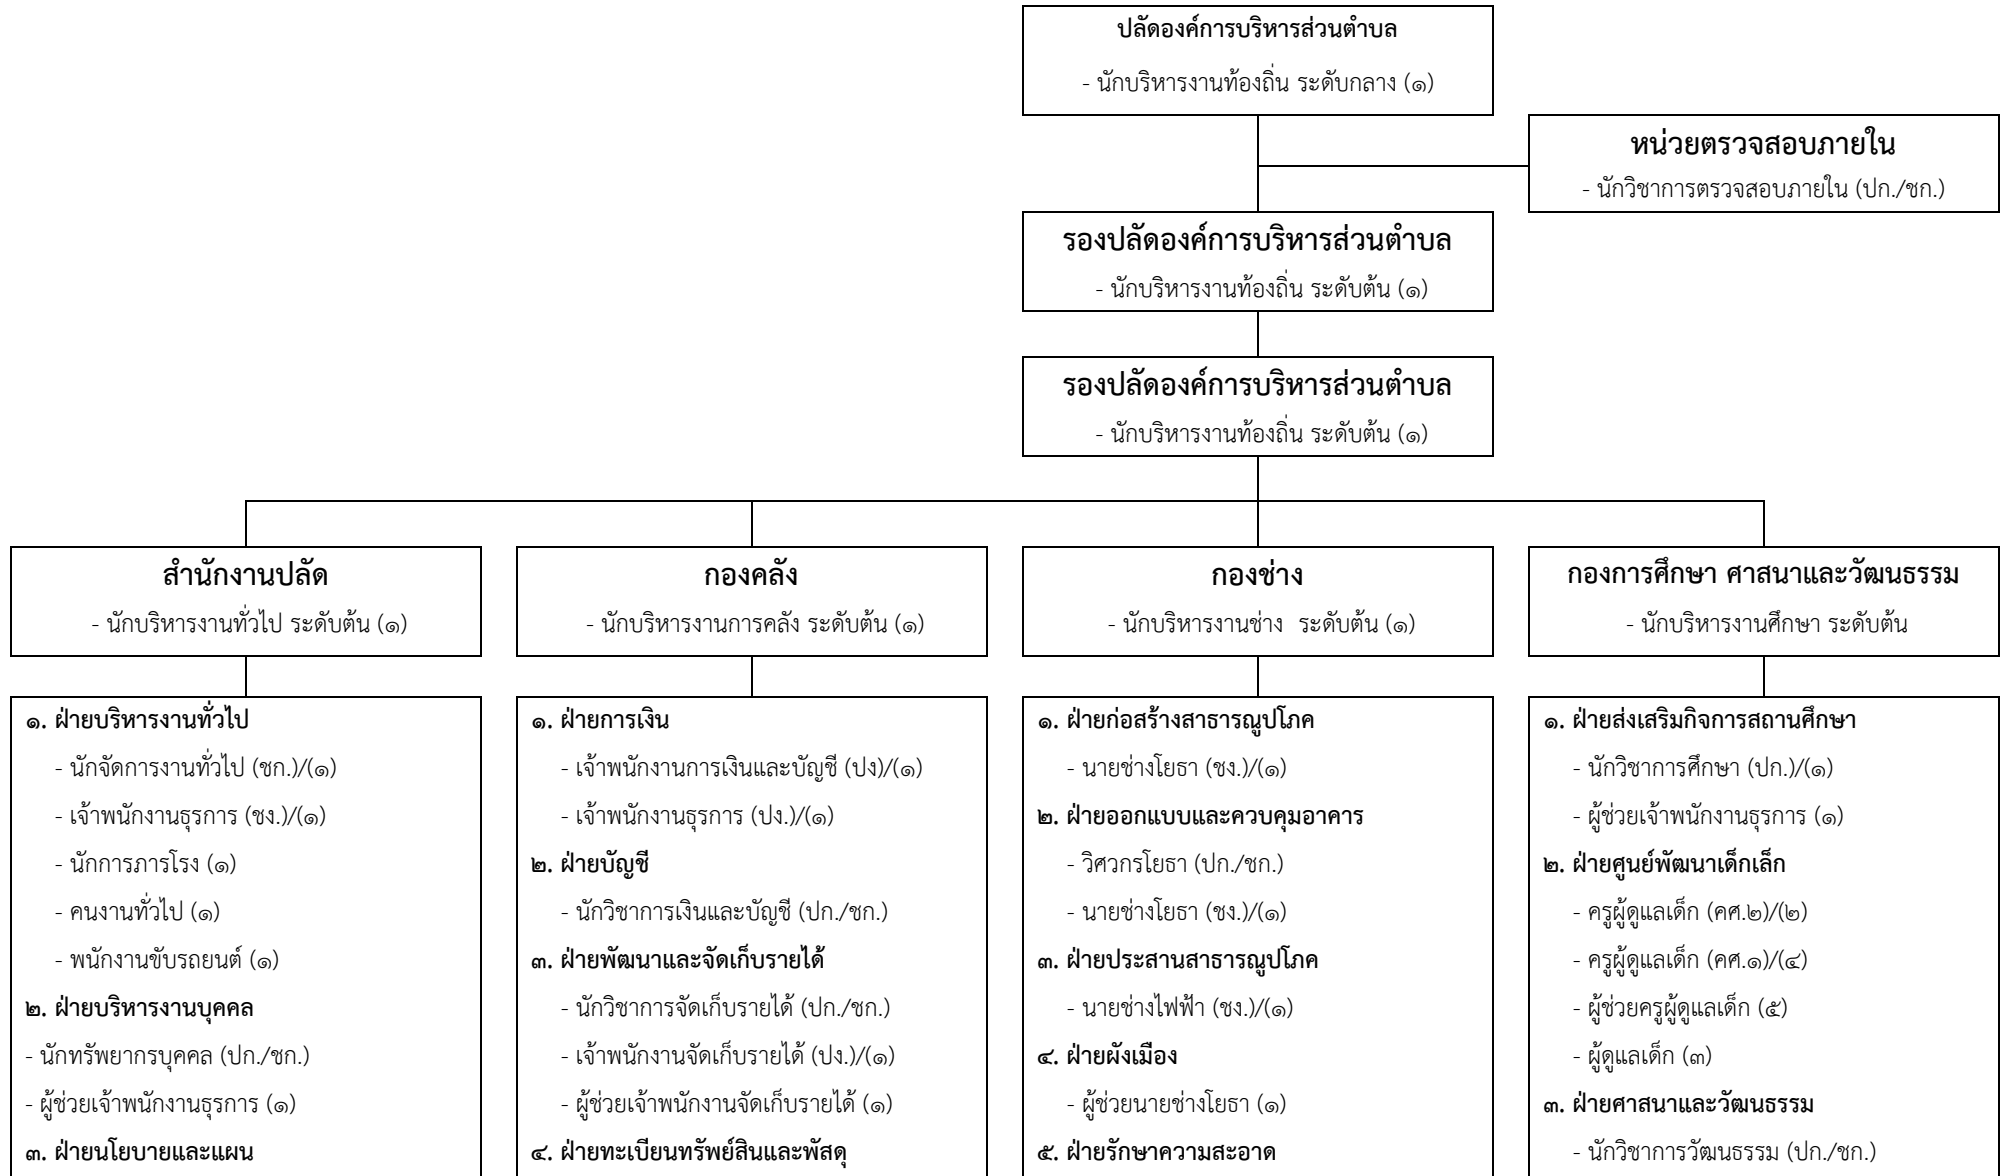 ปลัดองค์การบริหารส่วนตำบล
- นักบริหารงานท้องถิ่น ระดับกลาง (๑)
หน่วยตรวจสอบภายใน
- นักวิชาการตรวจสอบภายใน (ปก./ชก.)
รองปลัดองค์การบริหารส่วนตำบล
- นักบริหารงานท้องถิ่น ระดับต้น (๑)
รองปลัดองค์การบริหารส่วนตำบล
- นักบริหารงานท้องถิ่น ระดับต้น (๑)
สำนักงานปลัด
- นักบริหารงานทั่วไป ระดับต้น (๑)
๑. ฝ่ายบริหารงานทั่วไป
- นักจัดการงานทั่วไป (ชก.)/(๑)
- เจ้าพนักงานธุรการ (ชง.)/(๑)
- นักการภารโรง (๑)
- คนงานทั่วไป (๑)
- พนักงานขับรถยนต์ (๑)
๒. ฝ่ายบริหารงานบุคคล
- นักทรัพยากรบุคคล (ปก./ชก.)
- ผู้ช่วยเจ้าพนักงานธุรการ (๑)
๓. ฝ่ายนโยบายและแผน
กองคลัง
- นักบริหารงานการคลัง ระดับต้น (๑)
๑. ฝ่ายการเงิน
- เจ้าพนักงานการเงินและบัญชี (ปง)/(๑)
- เจ้าพนักงานธุรการ (ปง.)/(๑)
๒. ฝ่ายบัญชี
- นักวิชาการเงินและบัญชี (ปก./ชก.)
๓. ฝ่ายพัฒนาและจัดเก็บรายได้
- นักวิชาการจัดเก็บรายได้ (ปก./ชก.)
- เจ้าพนักงานจัดเก็บรายได้ (ปง.)/(๑)
- ผู้ช่วยเจ้าพนักงานจัดเก็บรายได้ (๑)
๔. ฝ่ายทะเบียนทรัพย์สินและพัสดุ
กองช่าง
- นักบริหารงานช่าง ระดับต้น (๑)
๑. ฝ่ายก่อสร้างสาธารณูปโภค
- นายช่างโยธา (ชง.)/(๑)
๒. ฝ่ายออกแบบและควบคุมอาคาร
- วิศวกรโยธา (ปก./ชก.)
- นายช่างโยธา (ชง.)/(๑)
๓. ฝ่ายประสานสาธารณูปโภค
- นายช่างไฟฟ้า (ชง.)/(๑)
๔. ฝ่ายผังเมือง
- ผู้ช่วยนายช่างโยธา (๑)
๕. ฝ่ายรักษาความสะอาด
กองการศึกษา ศาสนาและวัฒนธรรม
- นักบริหารงานศึกษา ระดับต้น
๑. ฝ่ายส่งเสริมกิจการสถานศึกษา
- นักวิชาการศึกษา (ปก.)/(๑)
- ผู้ช่วยเจ้าพนักงานธุรการ (๑)
๒. ฝ่ายศูนย์พัฒนาเด็กเล็ก
- ครูผู้ดูแลเด็ก (คศ.๒)/(๒)
- ครูผู้ดูแลเด็ก (คศ.๑)/(๔)
- ผู้ช่วยครูผู้ดูแลเด็ก (๕)
- ผู้ดูแลเด็ก (๓)
๓. ฝ่ายศาสนาและวัฒนธรรม
- นักวิชาการวัฒนธรรม (ปก./ชก.)